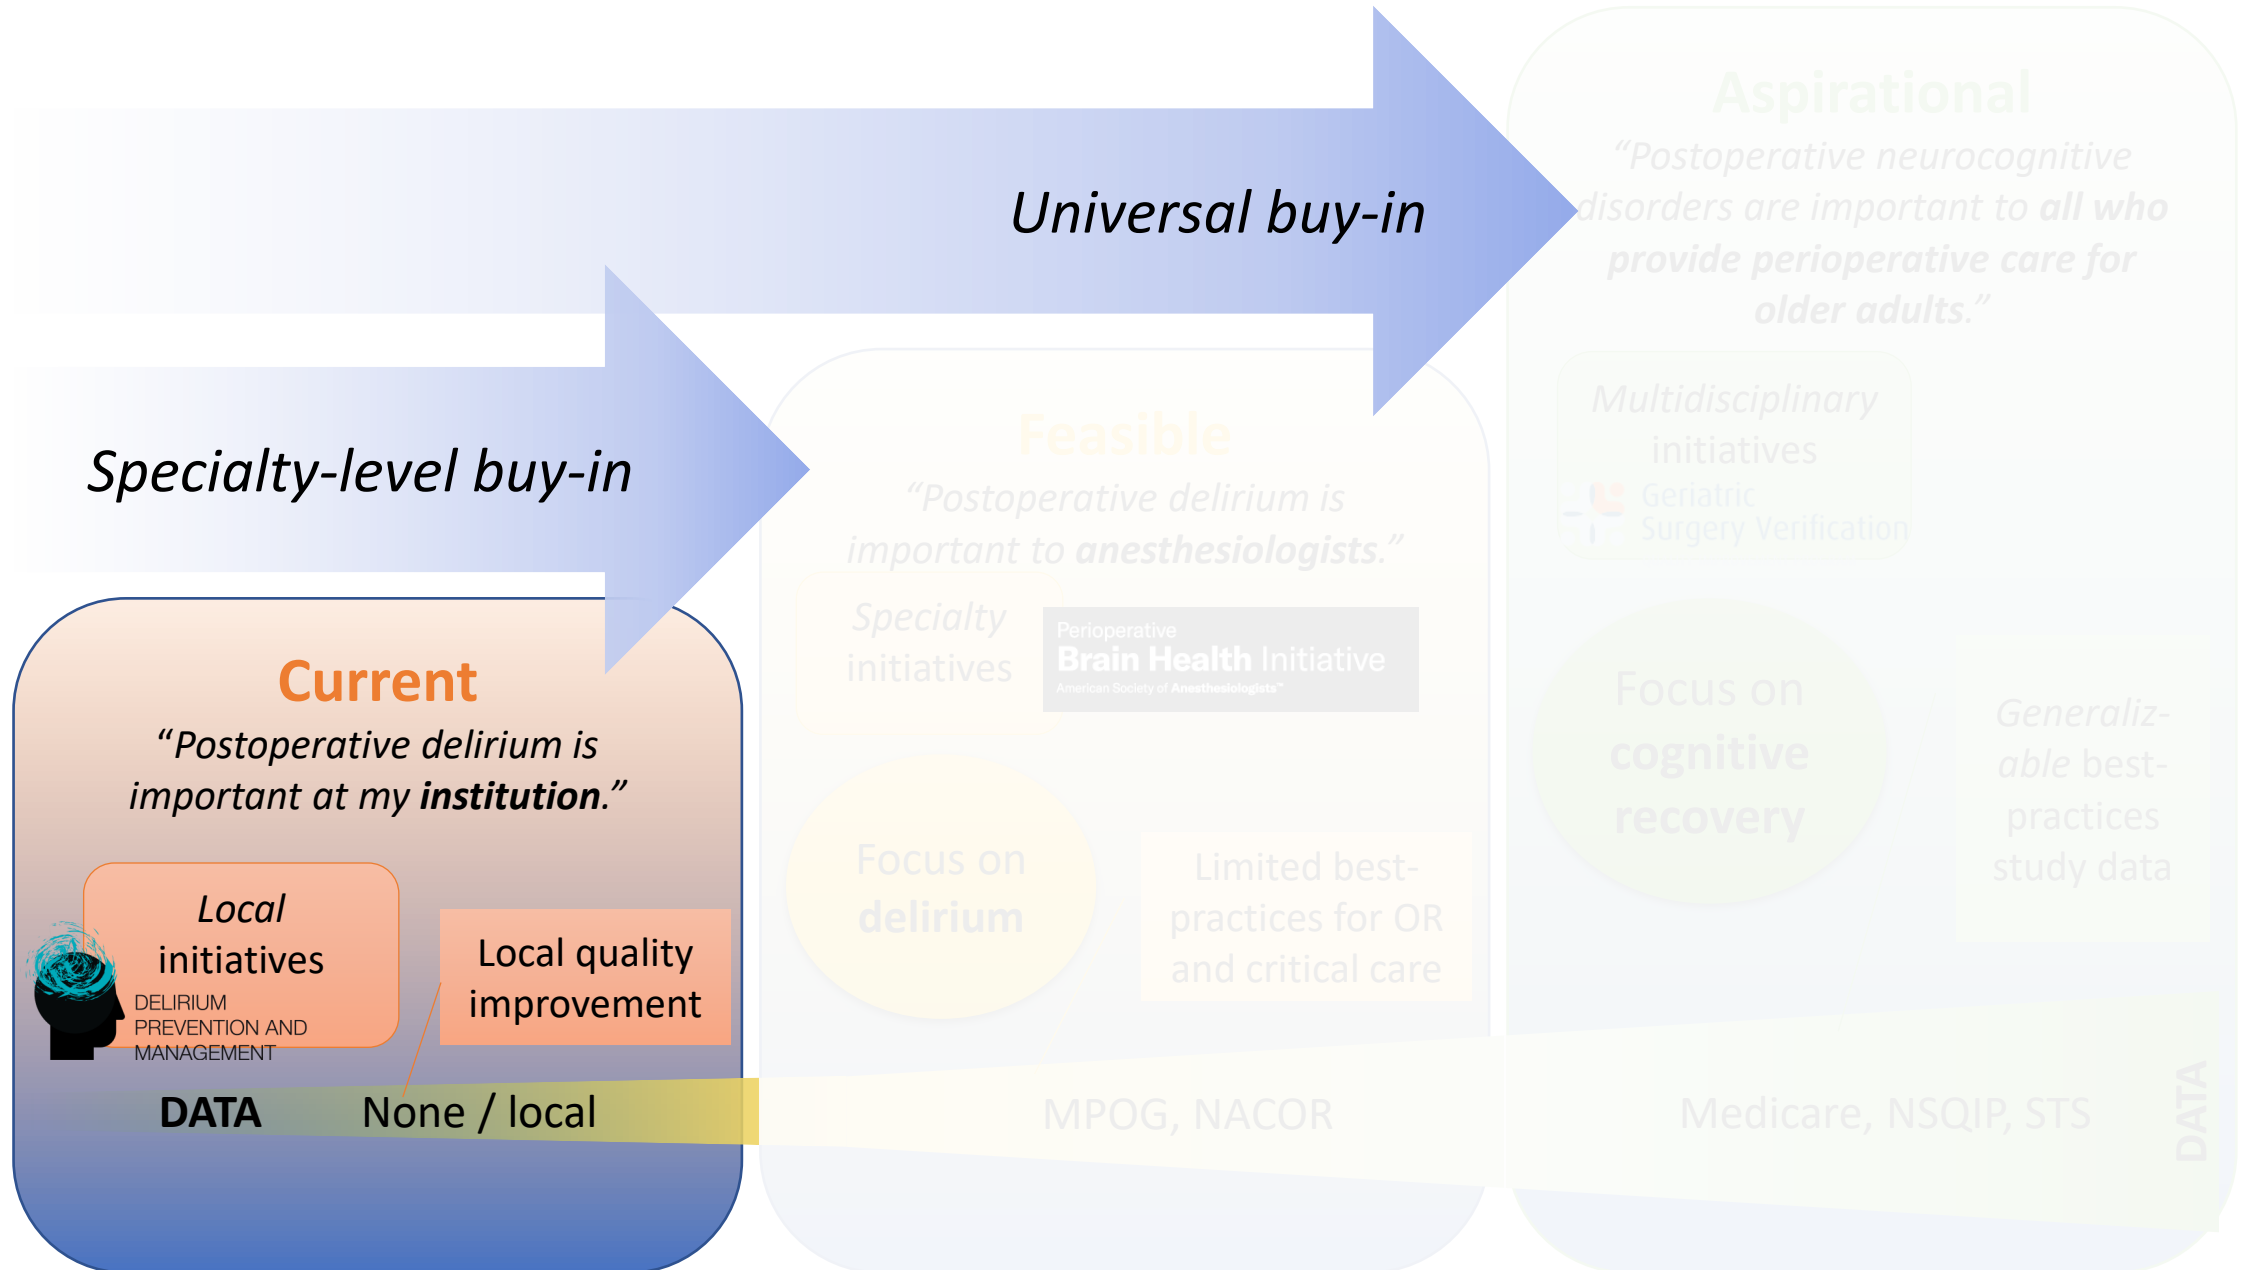 Universal buy-in
Specialty-level buy-in
Current
“Postoperative delirium is
important at my institution.”
Local
initiatives
DELIRIUM
PREVENTION AND
MANAGEMENT
Local quality
improvement
DATA
None / local
Feasible
“Postoperative delirium is
important to anesthesiologists.”
Specialty
initiatives
Perioperative
Brain Health Initiative
American Society of Anesthesiologists™
Focus on
delirium
Limited best-
practices for OR
and critical care
MPOG, NACOR
Aspirational
“Postoperative neurocognitive
disorders are important to all who
provide perioperative care for
older adults.”
Multidisciplinary
initiatives
Geriatric
Surgery Verification
Focus on
cognitive
recovery
Generaliz-
able best-
practices
study data
Medicare, NSQIP, STS
DATA